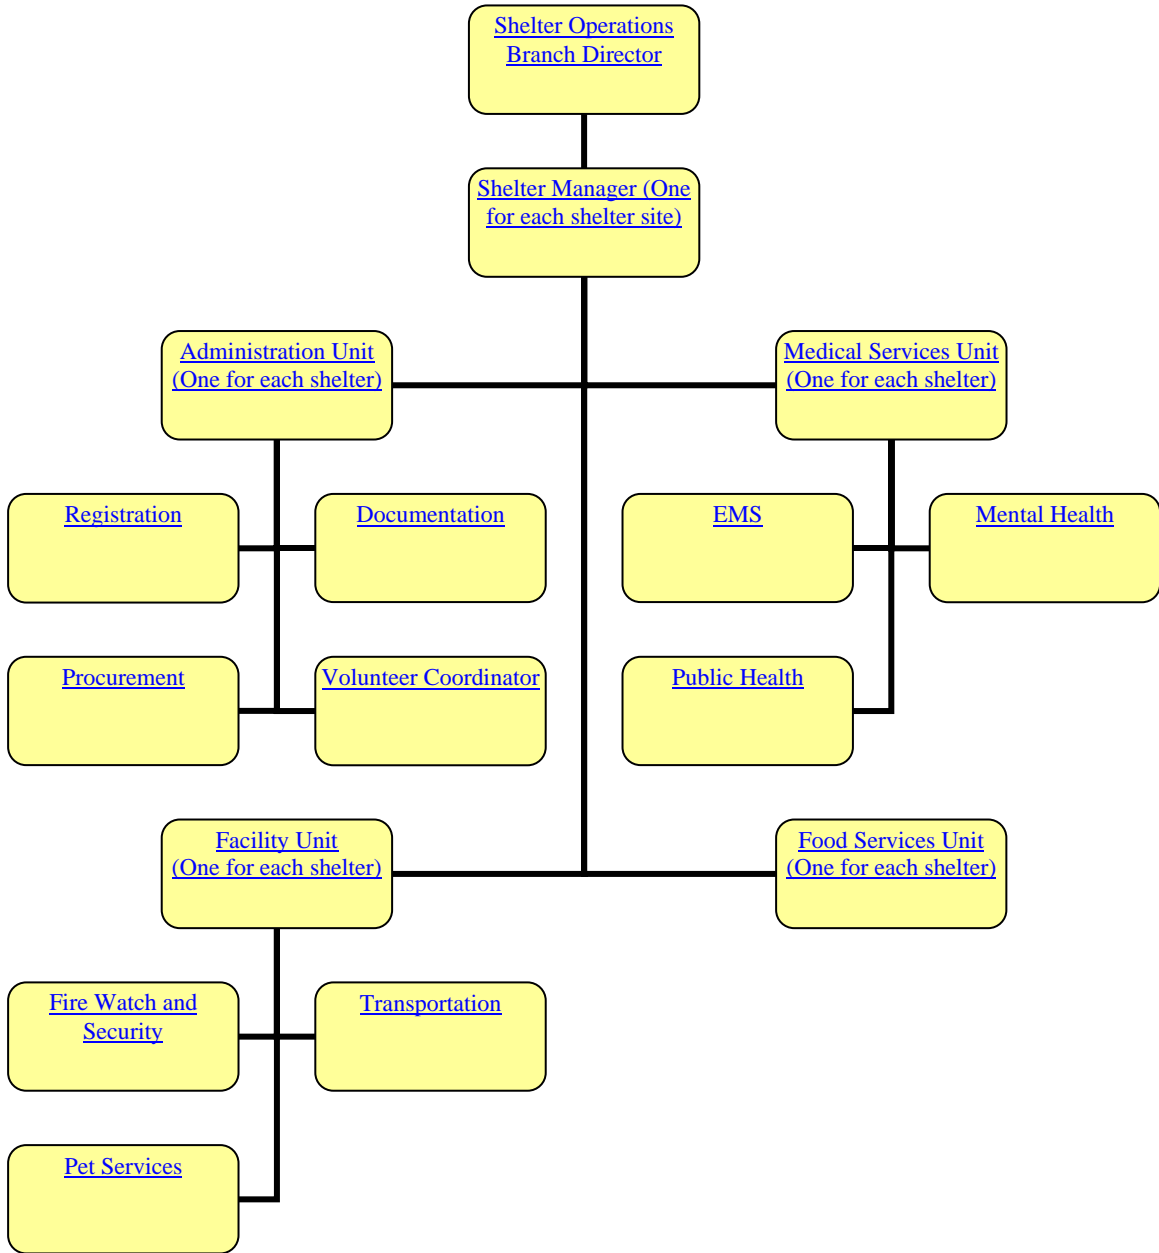 Shelter Operations
Branch Director
Shelter Manager (One
for each shelter site)
Administration Unit
(One for each shelter)
Medical Services Unit
(One for each shelter)
Registration
Documentation
EMS
Mental Health
Procurement
Volunteer Coordinator
Public Health
Facility Unit
(One for each shelter)
Food Services Unit
(One for each shelter)
Fire Watch and
Security
Transportation
Pet Services